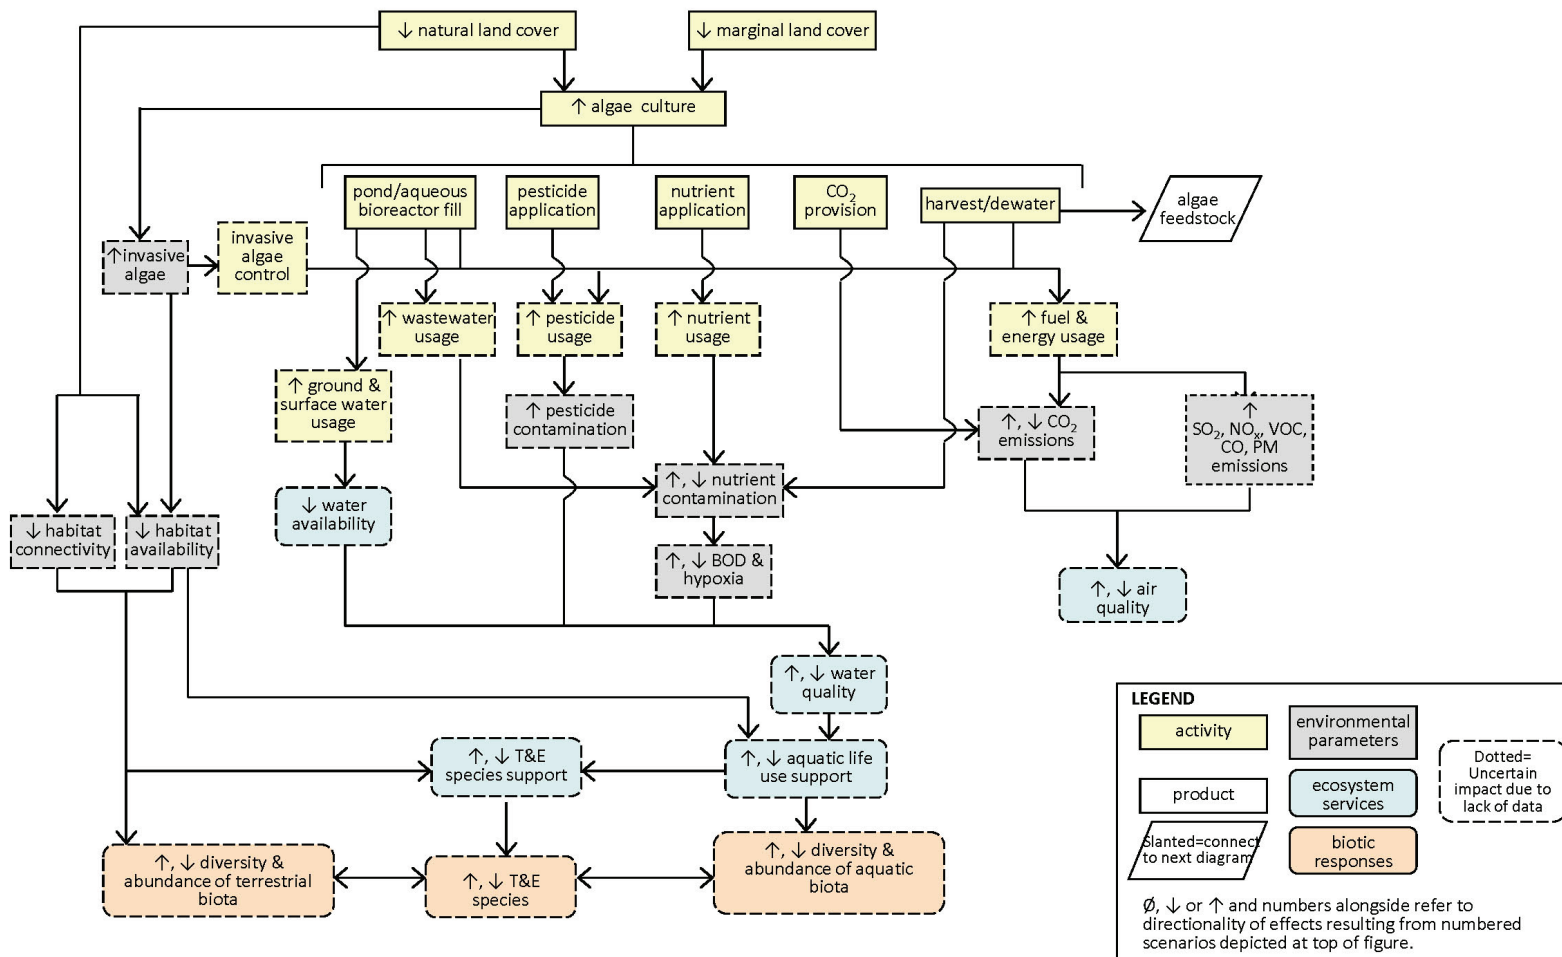 ↓ natural land cover
↓ marginal land cover
↑ algae culture
pond/aqueous
bioreactor fill
pesticide
application
nutrient
application
CO₂
provision
harvest/dewater
algae
feedstock
↑invasive
algae
invasive
algae
control
↑ wastewater
usage
↑ pesticide
usage
↑ nutrient
usage
↑ fuel &
energy usage
↑ ground &
surface water
usage
↑ pesticide
contamination
↑, ↓ CO₂
emissions
↑
SO₂, NOₓ, VOC,
CO, PM
emissions
↑, ↓ nutrient
contamination
↓ water
availability
↓ habitat
connectivity
↓ habitat
availability
↑, ↓ BOD &
hypoxia
↑, ↓ air
quality
↑, ↓ water
quality
↑, ↓ T&E
species support
↑, ↓ aquatic life
use support
↑, ↓ diversity &
abundance of terrestrial
biota
↑, ↓ T&E
species
↑, ↓ diversity &
abundance of aquatic
biota
LEGEND
activity
environmental
parameters
product
ecosystem
services
Slanted=connect
to next diagram
biotic
responses
Dotted=
Uncertain
impact due to
lack of data
Ø, ↓ or ↑ and numbers alongside refer to
directionality of effects resulting from numbered
scenarios depicted at top of figure.